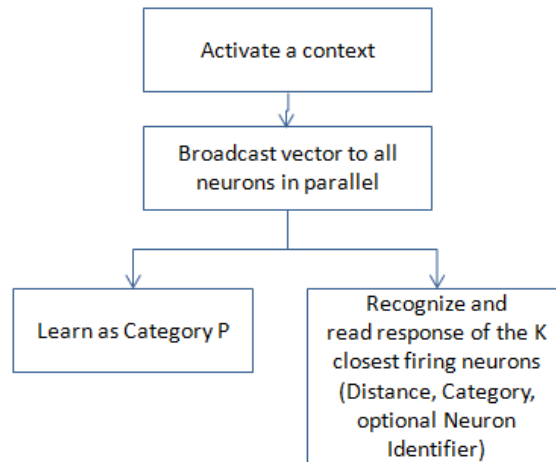 Activate a context
Broadcast vector to all
neurons in parallel
Learn as Category P
Recognize and
read response of the K
closest firing neurons
(Distance, Category,
optional Neuron
Identifier)